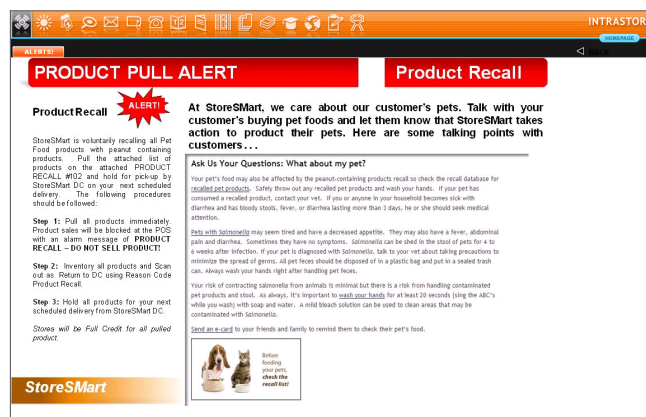 INTRASTOR
HOMEPAGE
ALERTS!
BACK
PRODUCT PULL ALERT
Product Recall
Product Recall
ALERT!
StoreSMart is voluntarily recalling all Pet
Food products with peanut containing
products. Pull the attached list of
products on the attached PRODUCT
RECALL #102 and hold for pick-up by
StoreSMart DC on your next scheduled
delivery. The following procedures
should be followed:
Step 1: Pull all products immediately.
Product sales will be blocked at the POS
with an alarm message of PRODUCT
RECALL – DO NOT SELL PRODUCT!
Step 2: Inventory all products and Scan
out as Return to DC using Reason Code
Product Recall.
Step 3: Hold all products for your next
scheduled delivery from StoreSMart DC.
Stores will be Full Credit for all pulled
product.
StoreSMart
At StoresSMart, we care about our customer's pets. Talk with your
customer's buying pet foods and let them know that StoreSMart takes
action to product their pets. Here are some talking points with
customers...
Ask Us Your Questions: What about my pet?
Your pet's food may also be affected by the peanut-containing products recall so check the recall database for
recalled pet products. Safely throw out any recalled pet products and wash your hands. If your pet has
consumed a recalled product, contact your vet. If you or anyone in your household becomes sick with
diarrhea and has bloody stools, fever, or diarrhea lasting more than 3 days, he or she should seek medical
attention.
Pets with Salmonella may seem tired and have a decreased appetite. They may also have a fever, abdominal
pain and diarrhea. Sometimes they have no symptoms. Salmonella can be shed in the stool of pets for 4 to
6 weeks after infection. If your pet is diagnosed with Salmonella, talk to your vet about taking precautions to
minimize the spread of germs. All pet feces should be disposed of in a plastic bag and put in a sealed trash
can. Always wash your hands right after handling pet feces.
Your risk of contracting salmonella from animals is minimal but there is a risk from handling contaminated
pet products and stool. As always, it's important to wash your hands for at least 20 seconds (sing the ABC's
while you wash) with soap and water. A mild bleach solution can be used to clean areas that may be
contaminated with Salmonella.
Send an e-card to your friends and family to remind them to check their pet's food.
Before
feeding
your pets,
check the
recall list!